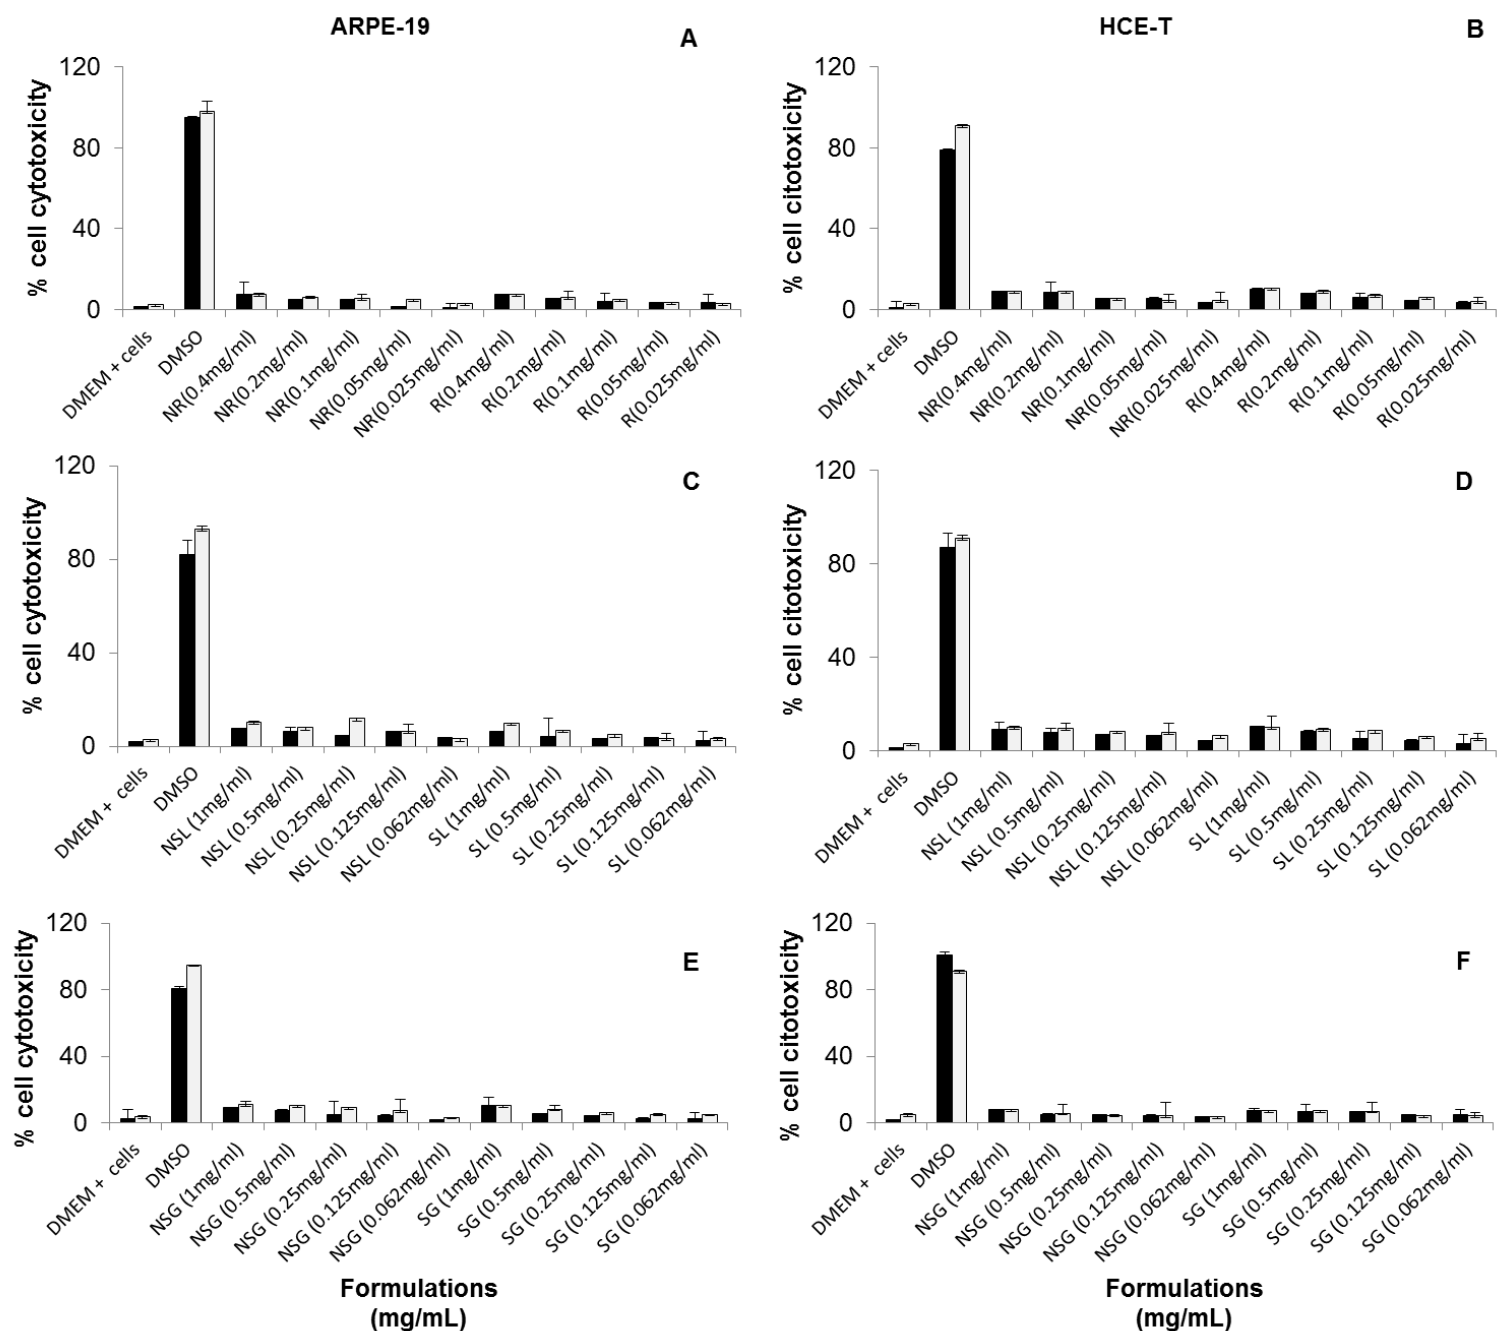 ARPE-19
HCE-T
A
% cell cytotoxicity
120
80
40
0
DMEM + cells
DMSO
NR(0.4mg/ml)
NR(0.2mg/ml)
NR(0.1mg/ml)
NR(0.05mg/ml)
NR(0.025mg/ml)
R(0.4mg/ml)
R(0.2mg/ml)
R(0.1mg/ml)
R(0.05mg/ml)
R(0.025mg/ml)
B
% cell citotoxicity
120
80
40
0
DMEM + cells
DMSO
NR(0.4mg/ml)
NR(0.2mg/ml)
NR(0.1mg/ml)
NR(0.05mg/ml)
NR(0.025mg/ml)
R(0.4mg/ml)
R(0.2mg/ml)
R(0.1mg/ml)
R(0.05mg/ml)
R(0.025mg/ml)
C
% cell cytotoxicity
120
80
40
0
DMEM + cells
DMSO
NSL (1mg/ml)
NSL (0.5mg/ml)
NSL (0.25mg/ml)
NSL (0.125mg/ml)
NSL (0.062mg/ml)
SL (1mg/ml)
SL (0.5mg/ml)
SL (0.25mg/ml)
SL (0.125mg/ml)
SL (0.062mg/ml)
D
% cell citotoxicity
120
80
40
0
DMEM + cells
DMSO
NSL (1mg/ml)
NSL (0.5mg/ml)
NSL (0.25mg/ml)
NSL (0.125mg/ml)
NSL (0.062mg/ml)
SL (1mg/ml)
SL (0.5mg/ml)
SL (0.25mg/ml)
SL (0.125mg/ml)
SL (0.062mg/ml)
E
% cell cytotoxicity
120
80
40
0
DMEM + cells
DMSO
NSG (1mg/ml)
NSG (0.5mg/ml)
NSG (0.25mg/ml)
NSG (0.125mg/ml)
NSG (0.062mg/ml)
SG (1mg/ml)
SG (0.5mg/ml)
SG (0.25mg/ml)
SG (0.125mg/ml)
SG (0.062mg/ml)
Formulations
(mg/mL)
F
% cell citotoxicity
120
80
40
0
DMEM + cells
DMSO
NSG (1mg/ml)
NSG (0.5mg/ml)
NSG (0.25mg/ml)
NSG (0.125mg/ml)
NSG (0.062mg/ml)
SG (1mg/ml)
SG (0.5mg/ml)
SG (0.25mg/ml)
SG (0.125mg/ml)
SG (0.062mg/ml)
Formulations
(mg/mL)